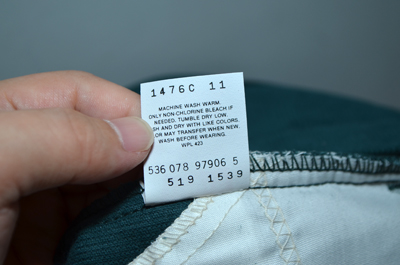 1476C 11
MACHINE WASH WARM.
ONLY NON-CHLORINE BLEACH IF
NEEDED. TUMBLE DRY LOW.
SH AND DRY WITH LIKE COLORS.
OR MAY TRANSFER WHEN NEW.
WASH BEFORE WEARING.
WPL 423
536 078 97906 5
519 1539